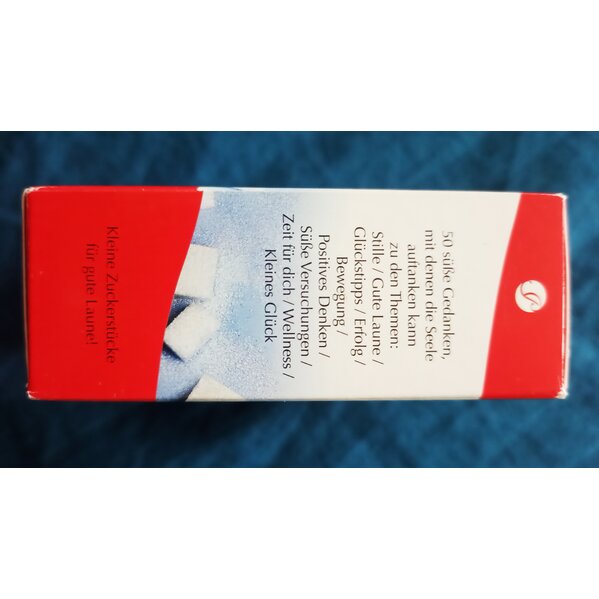 50 süße Gedanken,
mit denen die Seele
auftanken kann
zu den Themen:
Stille / Gute Laune /
Glückstipps / Erfolg /
Bewegung /
Positives Denken /
Süße Versuchungen /
Zeit für dich / Wellness /
Kleines Glück
Kleine Zuckerstücke
für gute Laune!